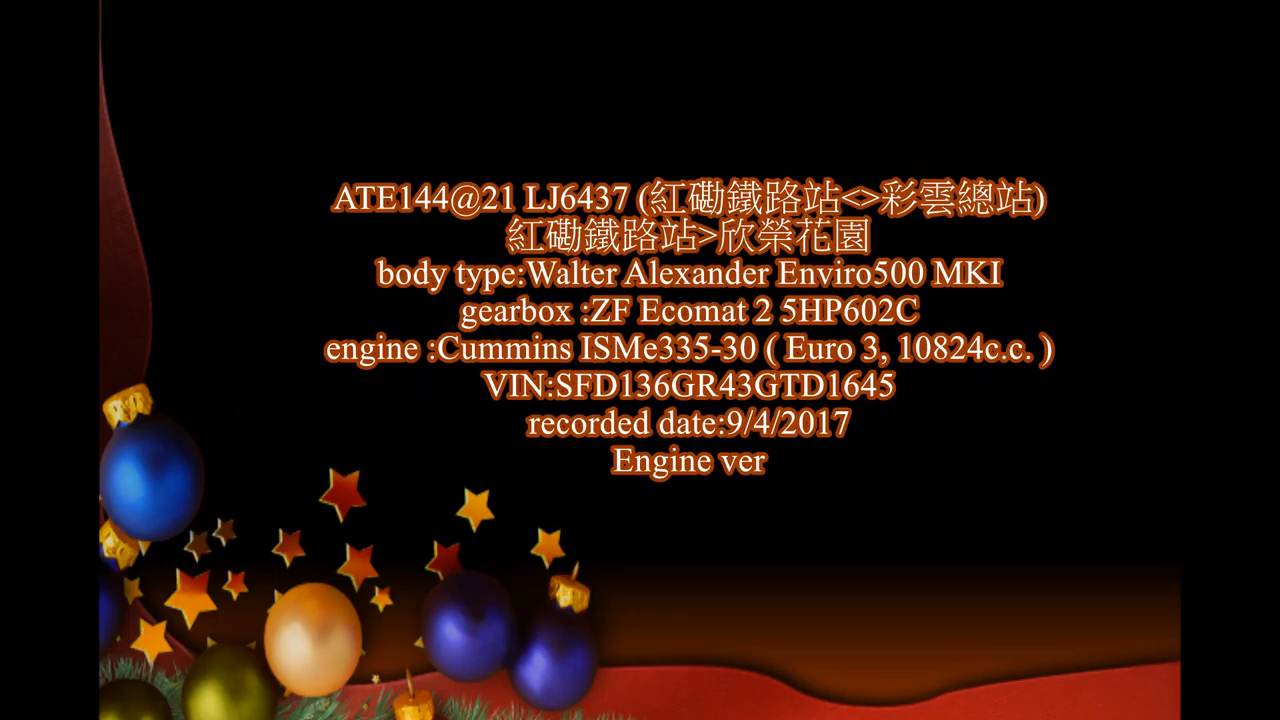 ATE144@21 LJ6437 (紅磡鐵路站<>彩雲總站)
紅磡鐵路站>欣榮花園
body type:Walter Alexander Enviro500 MKI
gearbox :ZF Ecomat 2 5HP602C
engine :Cummins ISMe335-30 ( Euro 3, 10824c.c. )
VIN:SFD136GR43GTD1645
recorded date:9/4/2017
Engine ver